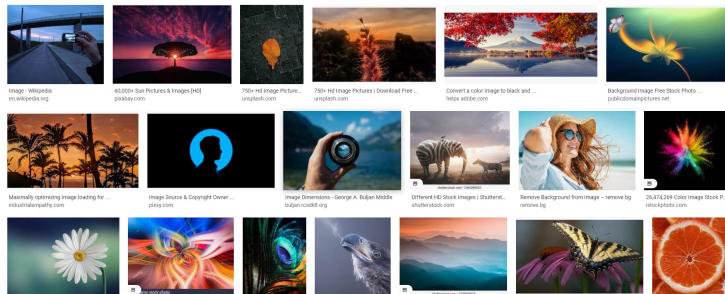 Image - Wikipedia
en.wikipedia.org
60,000+ Sun Pictures & Images [HD]
pixabay.com
750+ Hd Image Picture...
unsplash.com
750+ Hd Image Pictures | Download Free ...
unsplash.com
Convert a color image to black and ...
helpx.adobe.com
Background Image Free Stock Photo ...
publicdomainpictures.net
Maximally optimizing image loading for ...
industrialempathy.com
Image Source & Copyright Owner ...
pixsy.com
Image Dimensions - George A. Buljan Middle
buljan.rcsdk8.org
Different HD Stock Images | Shutterst...
shutterstock.com
Remove Background from Image – remove.bg
remove.bg
26,474,269 Color Image Stock P...
istockphoto.com